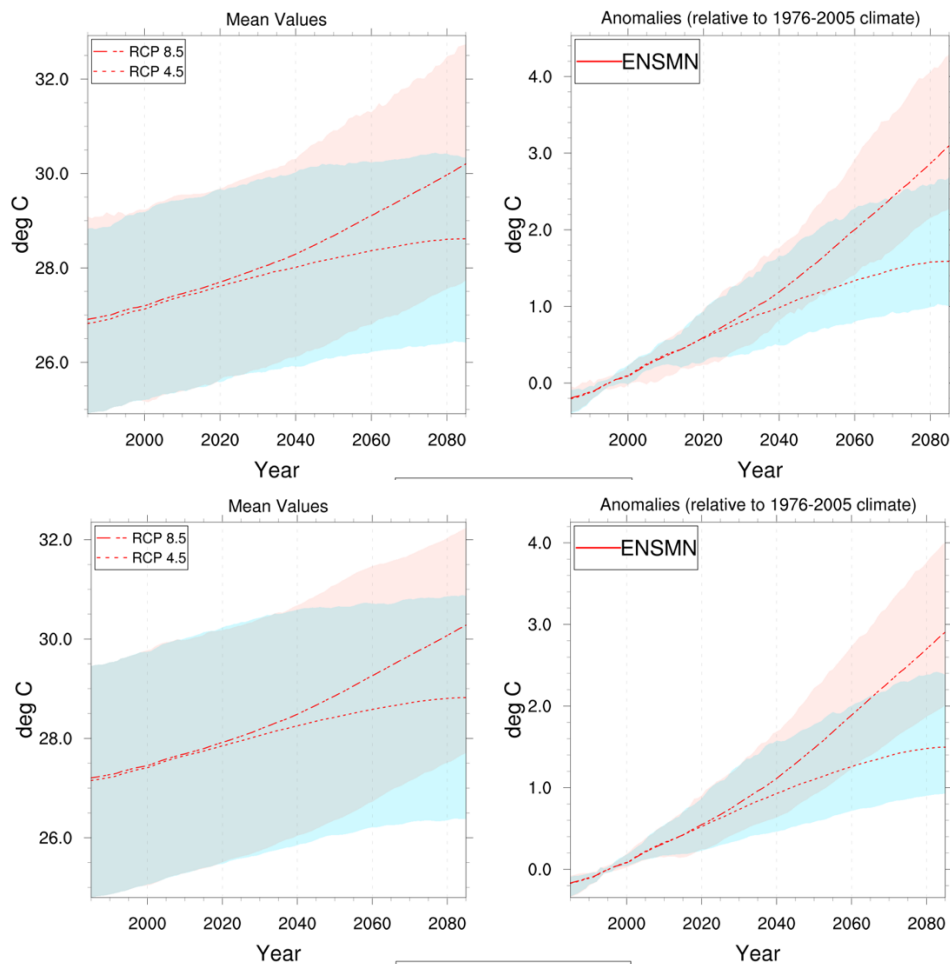 Mean Values
RCP 8.5
RCP 4.5
deg C
32.0
30.0
28.0
26.0
2000 2020 2040 2060 2080
Year
Anomalies (relative to 1976-2005 climate)
ENSMN
deg C
4.0
3.0
2.0
1.0
0.0
2000 2020 2040 2060 2080
Year
Mean Values
RCP 8.5
RCP 4.5
deg C
32.0
30.0
28.0
26.0
2000 2020 2040 2060 2080
Year
Anomalies (relative to 1976-2005 climate)
ENSMN
deg C
4.0
3.0
2.0
1.0
0.0
2000 2020 2040 2060 2080
Year